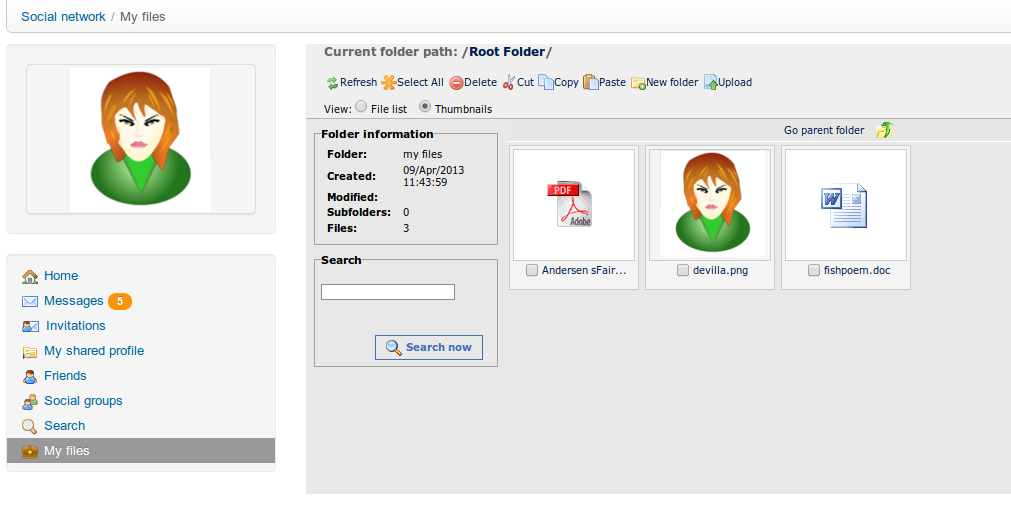 Social network / My files
Current folder path: /Root Folder/
Refresh Select All Delete Cut Copy Paste New folder Upload
View: File list Thumbnails
Go parent folder
Folder information
Folder: my files
Created: 09/Apr/2013
11:43:59
Modified:
Subfolders: 0
Files: 3
Search
Search now
PDF
Adobe
W
Andersen sFair...
devilla.png
fishpoem.doc
Home
Messages 5
Invitations
My shared profile
Friends
Social groups
Search
My files